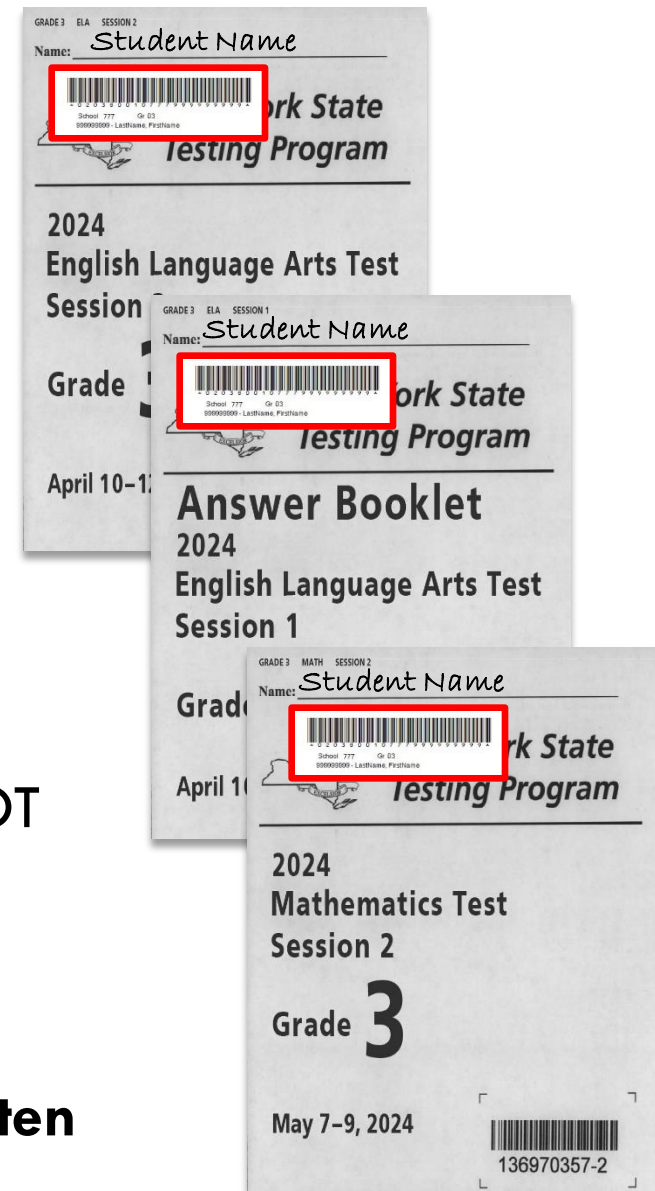 GRADE 3 ELA SESSION 2
Name: Student Name
School 777 Gr 03
999999999 - LastName, FirstName
ork State
Testing Program
2024
English Language Arts Test
Session
Grade
April 10–1
GRADE 3 ELA SESSION 1
Name: Student Name
School 777 Gr 03
999999999 - LastName, FirstName
ork State
Testing Program
Answer Booklet
2024
English Language Arts Test
Session 1
Grad
April 1
GRADE 3 MATH SESSION 2
Name: Student Name
School 777 Gr 03
999999999 - LastName, FirstName
rk State
Testing Program
2024
Mathematics Test
Session 2
Grade 3
May 7–9, 2024
136970357-2
OT
ten